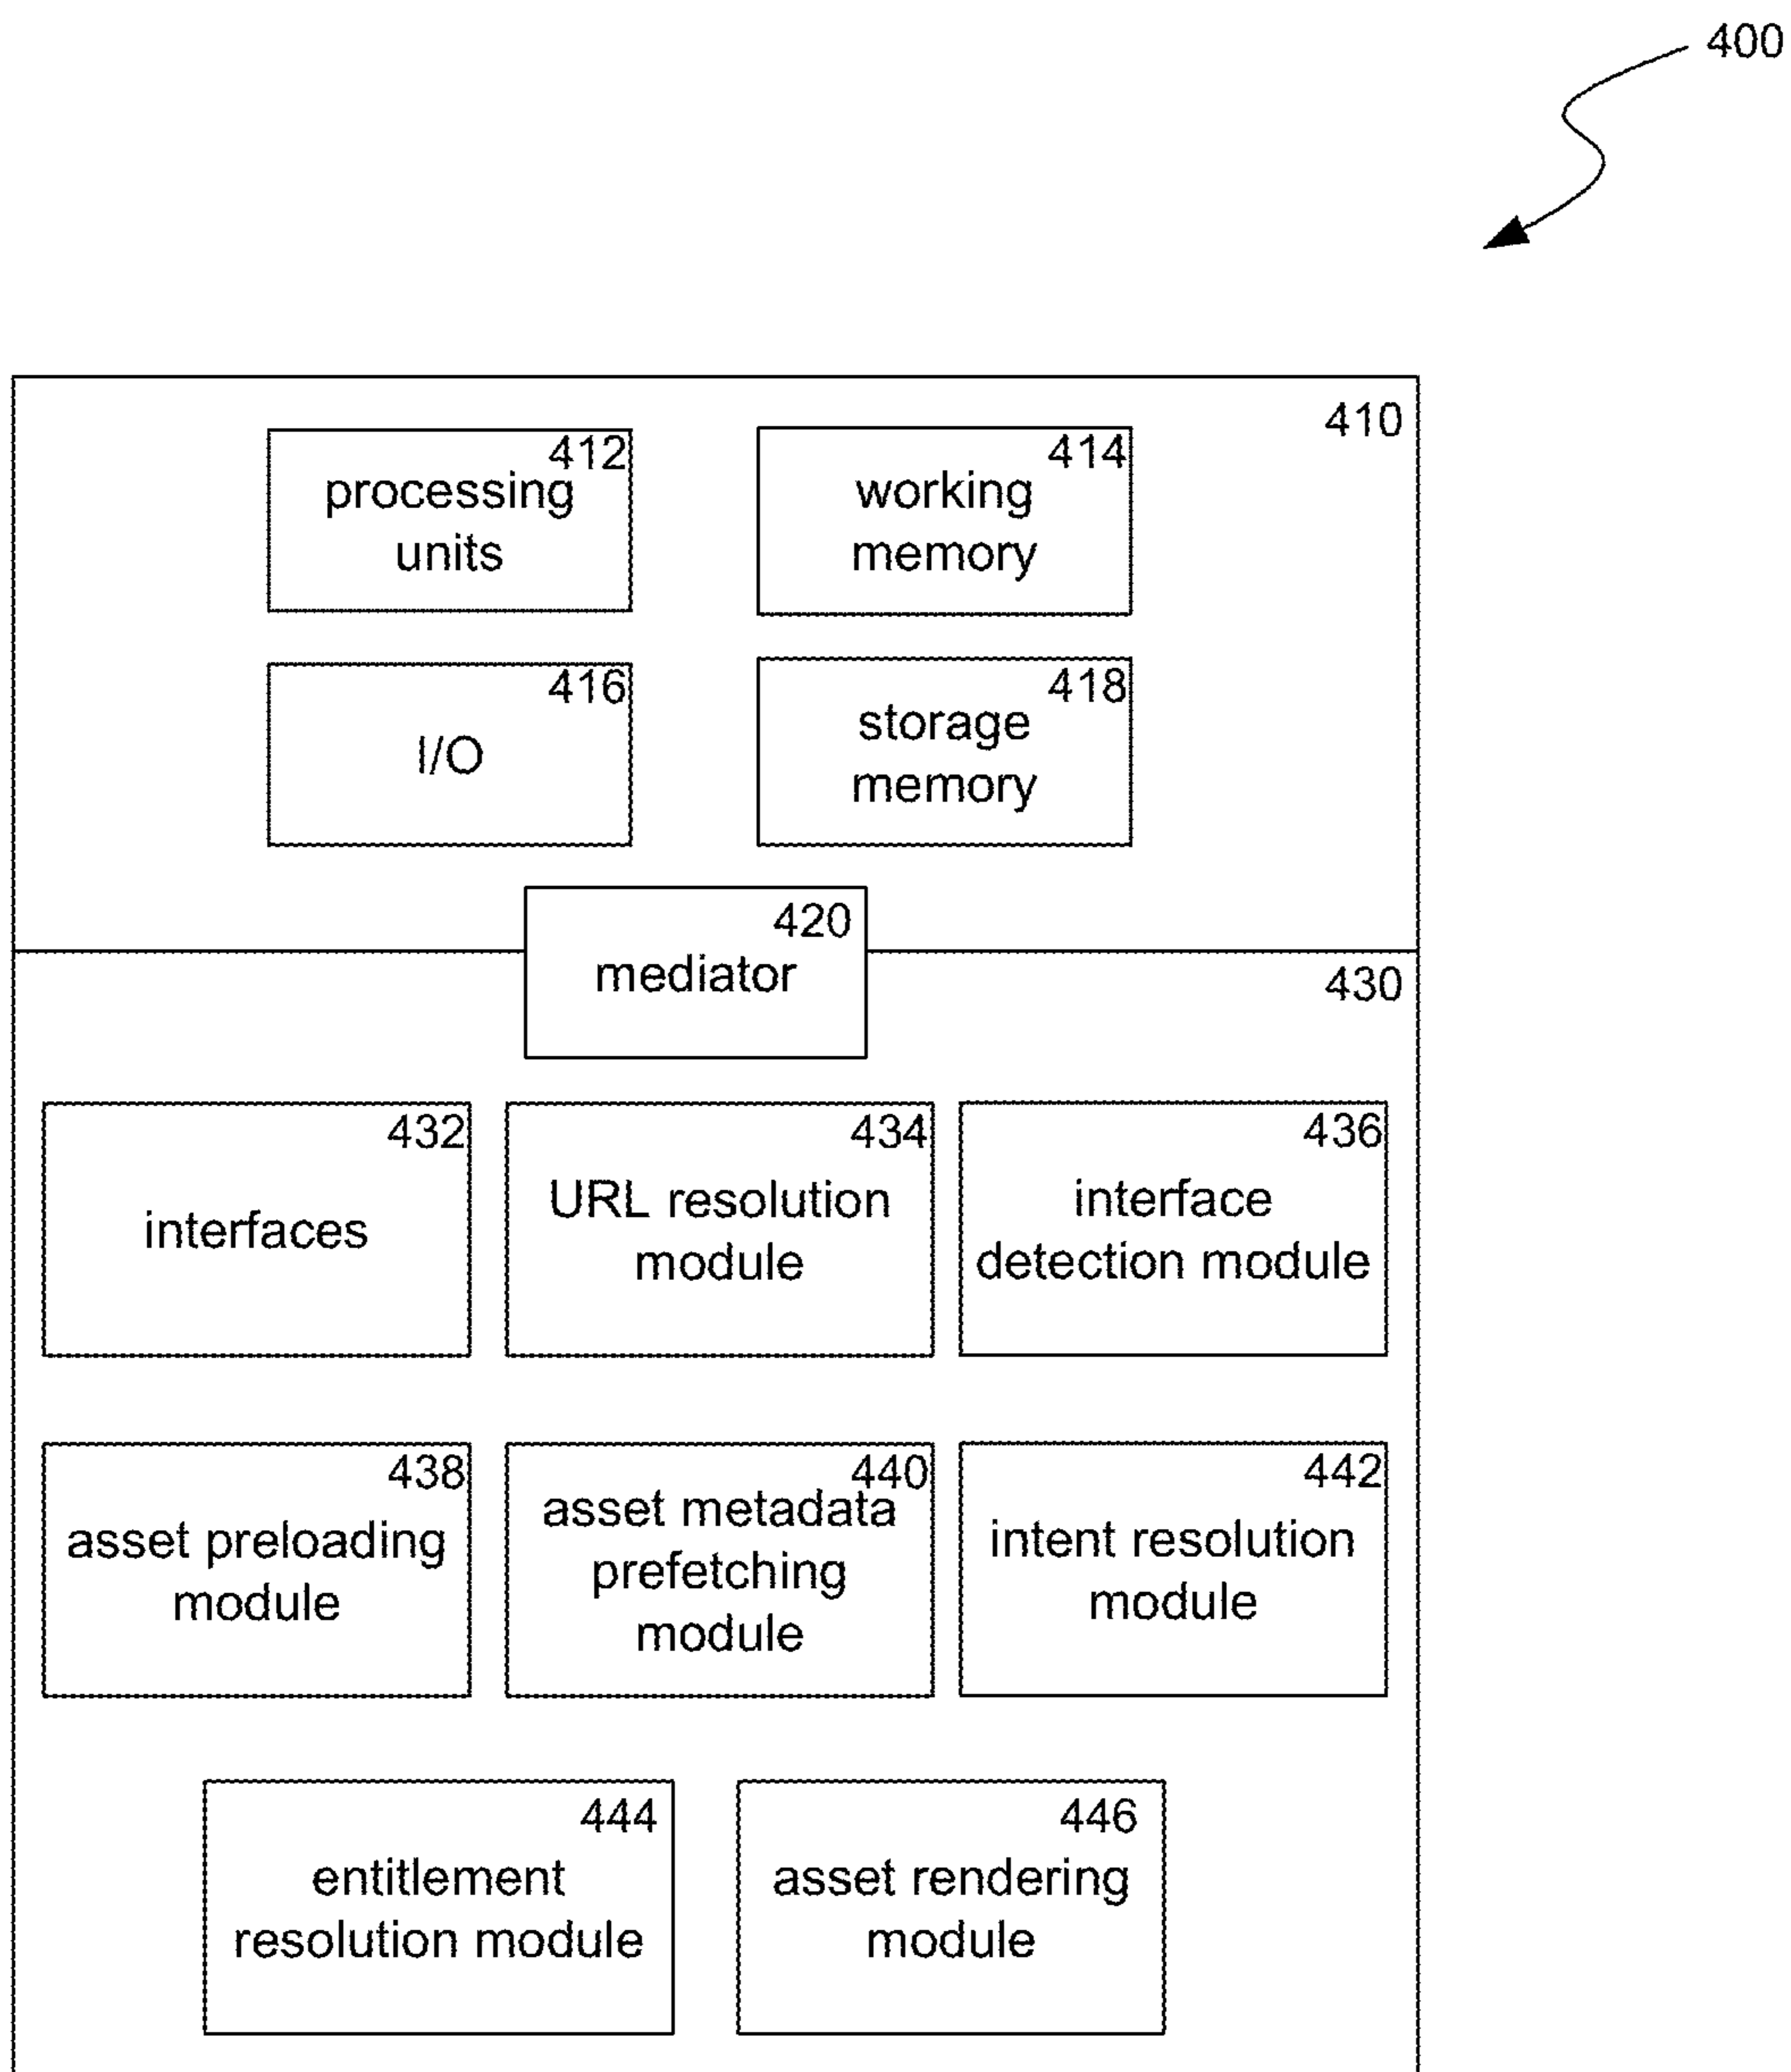 400
410
412
processing
units
414
working
memory
416
I/O
418
storage
memory
420
mediator
430
432
interfaces
434
URL resolution
module
436
interface
detection module
438
asset preloading
module
440
asset metadata
prefetching
module
442
intent resolution
module
444
entitlement
resolution module
446
asset rendering
module